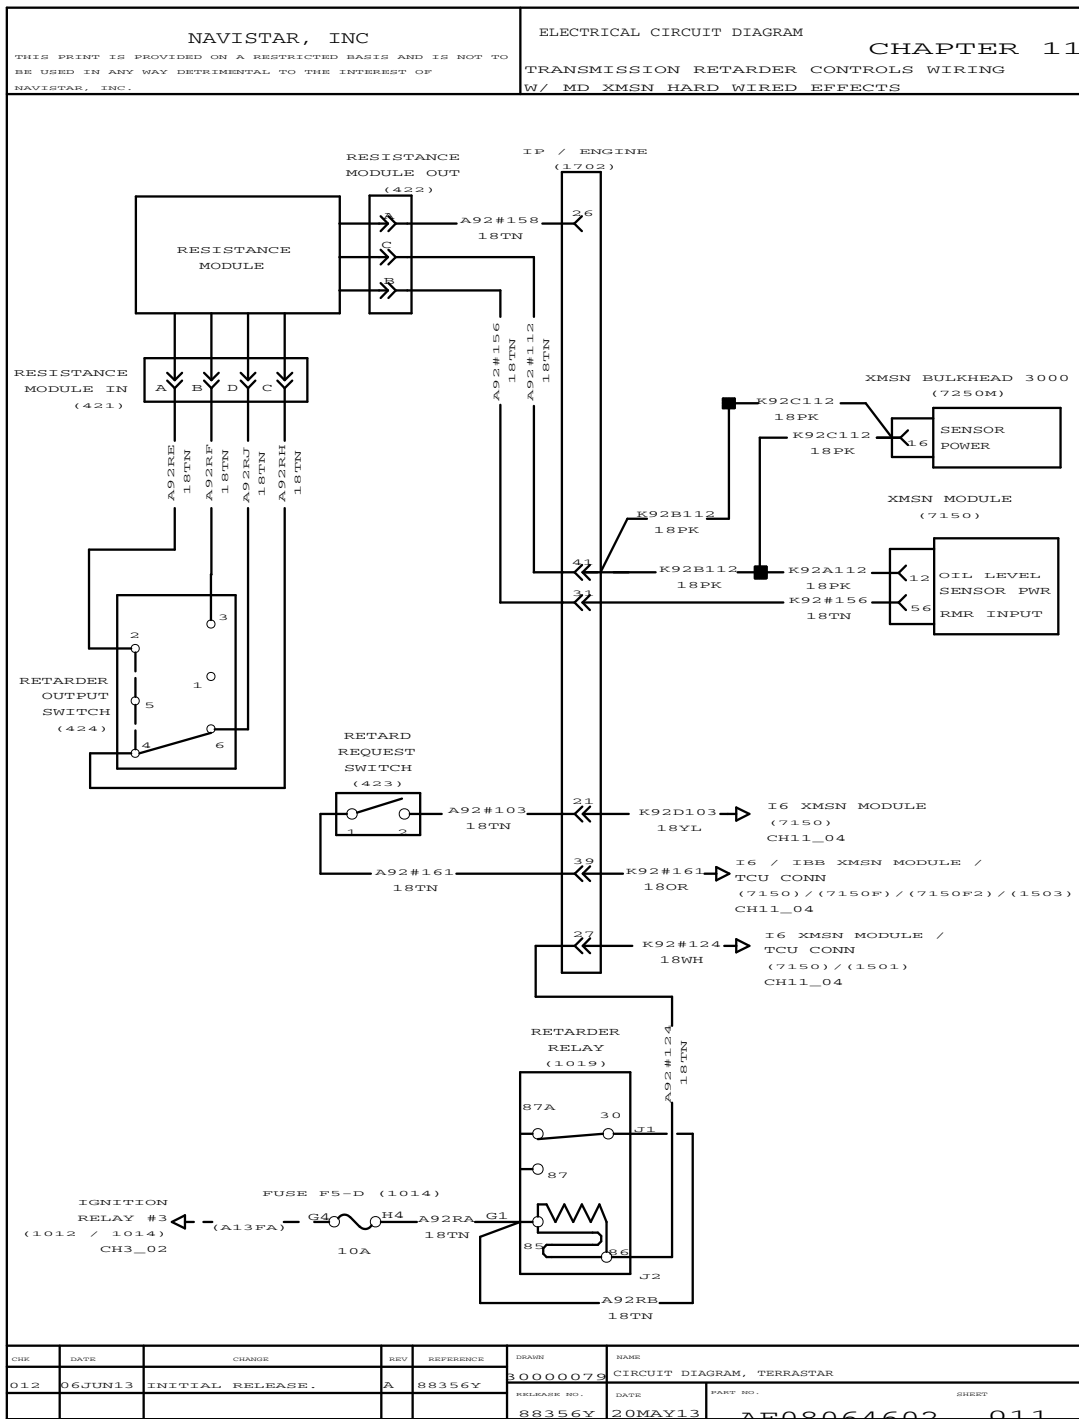 NAVISTAR, INC
THIS PRINT IS PROVIDED ON A RESTRICTED BASIS AND IS NOT TO
BE USED IN ANY WAY DETRIMENTAL TO THE INTEREST OF
NAVISTAR, INC.
ELECTRICAL CIRCUIT DIAGRAM
CHAPTER 11
TRANSMISSION RETARDER CONTROLS WIRING
W/ MD XMSN HARD WIRED EFFECTS
IP / ENGINE
(1702)
RESISTANCE
MODULE OUT
(422)
RESISTANCE
MODULE
A
C
B
A92#158
18TN
26
A92#156
18TN
A92#112
18TN
RESISTANCE
MODULE IN
(421)
A B D C
A92RE
18TN
A92RF
18TN
A92RJ
18TN
A92RH
18TN
XMSN BULKHEAD 3000
(7250M)
K92C112
18PK
K92C112
18PK
16
SENSOR
POWER
XMSN MODULE
(7150)
K92B112
18PK
41
K92B112
18PK
K92A112
18PK
12
OIL LEVEL
SENSOR PWR
31
K92#156
18TN
56
RMR INPUT
RETARDER
OUTPUT
SWITCH
(424)
2
3
1
5
4
6
RETARD
REQUEST
SWITCH
(423)
1 2
A92#103
18TN
21
K92D103
18YL
I6 XMSN MODULE
(7150)
CH11_04
A92#161
18TN
39
K92#161
18OR
I6 / IBB XMSN MODULE /
TCU CONN
(7150)/(7150F)/(7150F2)/(1503)
CH11_04
27
K92#124
18WH
I6 XMSN MODULE /
TCU CONN
(7150)/(1501)
CH11_04
A92#124
18TN
RETARDER
RELAY
(1019)
87A
30
J1
87
85
86
J2
IGNITION
RELAY #3
(1012 / 1014)
CH3_02
(A13FA)
FUSE F5-D (1014)
G4
H4
10A
A92RA
18TN
G1
A92RB
18TN
CHK DATE CHANGE REV REFERENCE
012 06JUN13 INITIAL RELEASE. A 88356Y
DRAWN
30000079
NAME
CIRCUIT DIAGRAM, TERRASTAR
RELEASE NO.
88356Y
DATE
20MAY13
PART NO.
AE08064602
SHEET
011